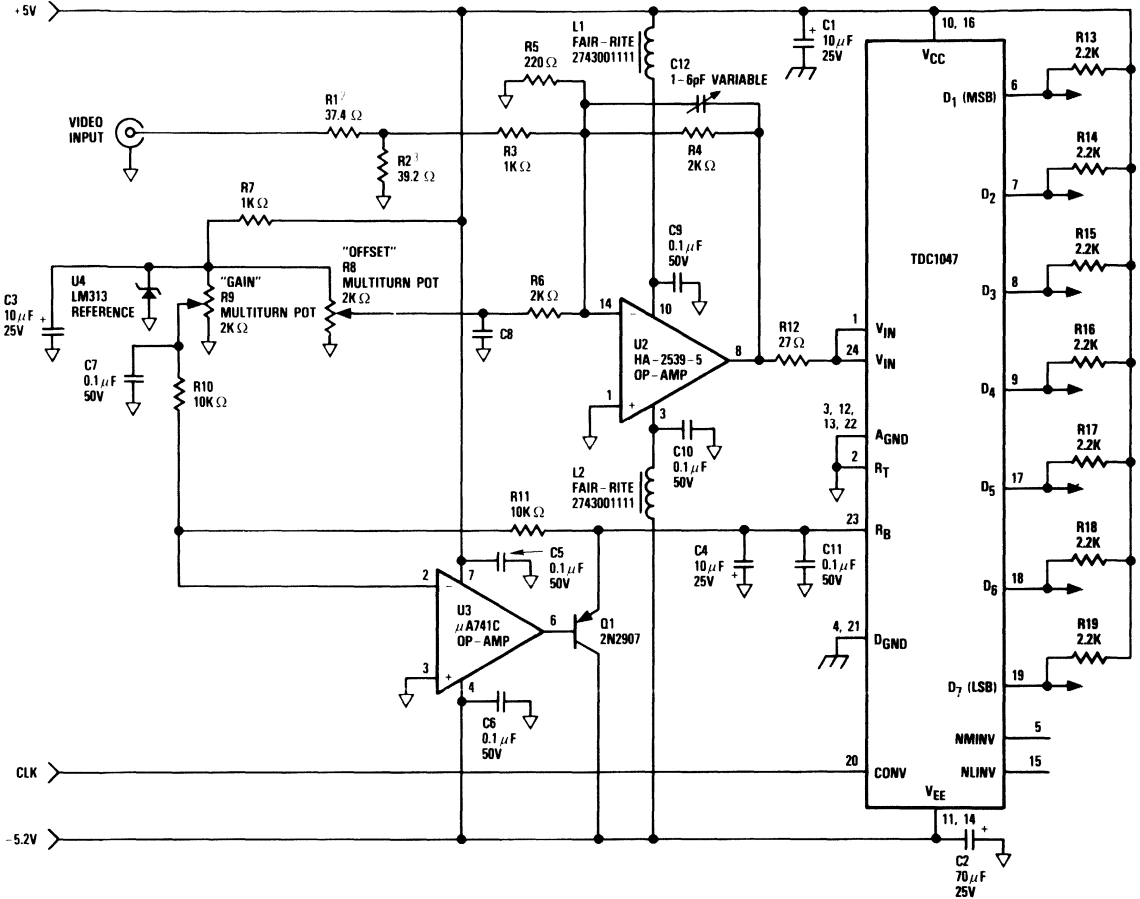 +5V
L1
FAIR-RITE
2743001111
C1
10µF
25V
+
10, 16
VCC
R13
2.2K
6
D1 (MSB)
R5
220 Ω
C12
1-6pF VARIABLE
VIDEO
INPUT
R1
37.4 Ω
R2
39.2 Ω
R3
1K Ω
R4
2K Ω
R14
2.2K
7
D2
R7
1K Ω
C9
0.1µF
50V
TDC1047
R15
2.2K
8
D3
"OFFSET"
R8
MULTITURN POT
2K Ω
U4
LM313
REFERENCE
"GAIN"
R9
MULTITURN POT
2K Ω
C3
10µF
25V
+
R6
2K Ω
C8
14
−
10
U2
HA-2539-5
OP-AMP
8
1
+
3
R12
27 Ω
1
VIN
24
VIN
R16
2.2K
9
D4
C7
0.1µF
50V
R10
10K Ω
3, 12,
13, 22
AGND
2
RT
C10
0.1µF
50V
R17
2.2K
17
D5
L2
FAIR-RITE
2743001111
R11
10K Ω
23
RB
C4
10µF
25V
+
C11
0.1µF
50V
R18
2.2K
18
D6
C5
0.1µF
50V
2
−
7
U3
µA741C
OP-AMP
6
3
+
4
Q1
2N2907
4, 21
DGND
R19
2.2K
19
D7 (LSB)
C6
0.1µF
50V
NMINV
5
CLK
20
CONV
NLINV
15
VEE
-5.2V
11, 14
+
C2
70µF
25V